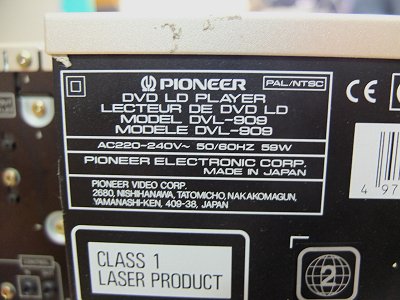 PIONEER PAL/NTSC
DVD LD PLAYER
LECTEUR DE DVD LD
MODEL DVL-909
MODELE DVL-909
AC220-240V~ 50/60HZ 59W
PIONEER ELECTRONIC CORP.
MADE IN JAPAN
PIONEER VIDEO CORP.
2680, NISHIHANAWA, TATOMICHO, NAKAKOMAGUN,
YAMANASHI-KEN, 409-38, JAPAN
CE
4 97
CLASS 1
LASER PRODUCT
2